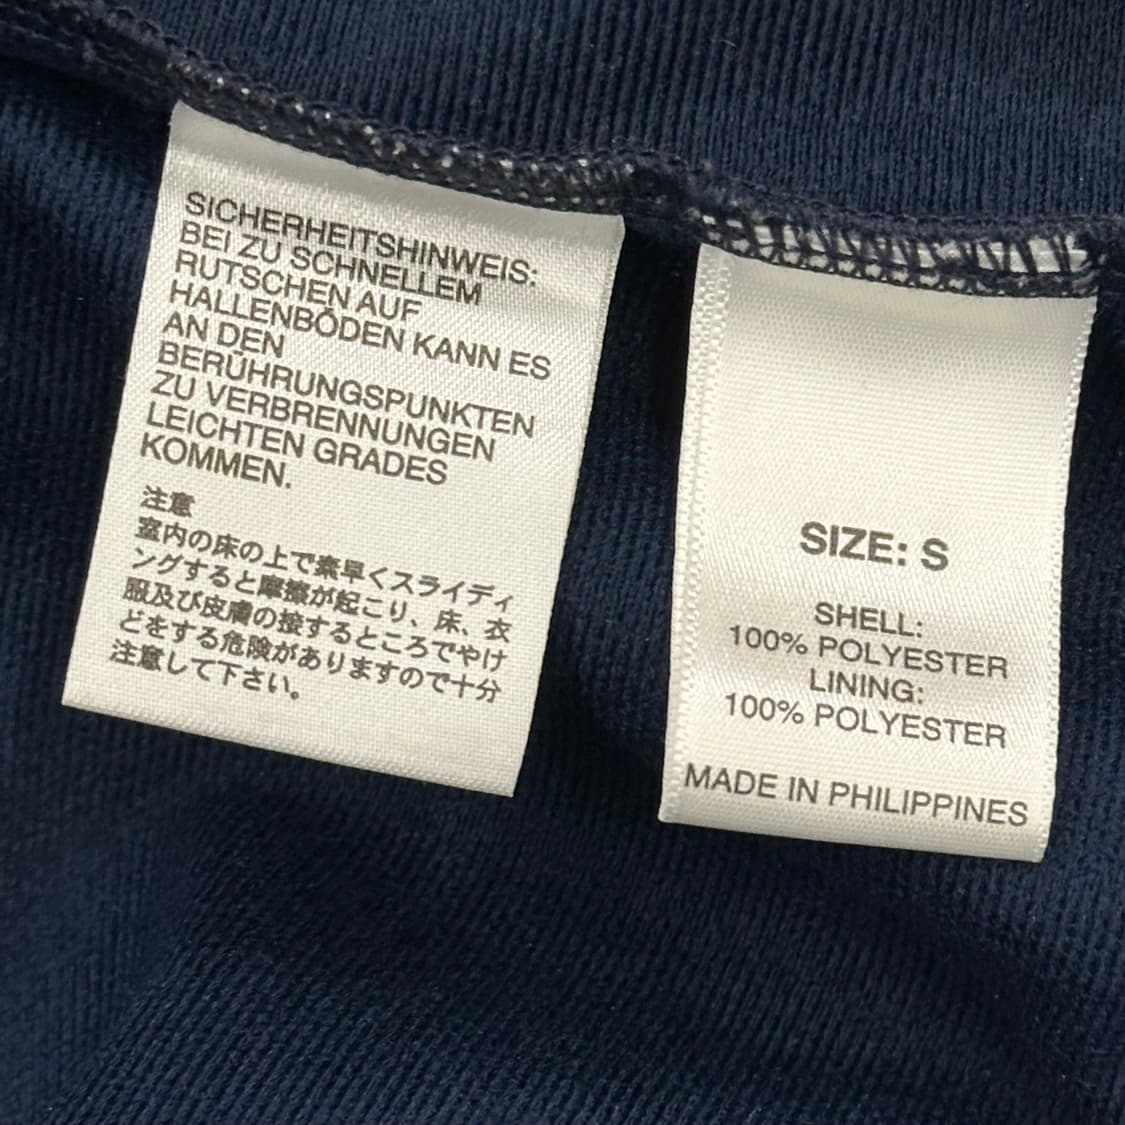 SICHERHEITSHINWEIS:
BEI ZU SCHNELLEM
RUTSCHEN AUF
HALLENBÖDEN KANN ES
AN DEN
BERÜHRUNGSPUNKTEN
ZU VERBRENNUNGEN
LEICHTEN GRADES
KOMMEN.
注意
室内の床の上で素早くスライディ
ングすると摩擦が起こり、床、衣
服及び皮膚の接するところでやけ
どをする危険がありますので十分
注意して下さい。
SIZE: S
SHELL:
100% POLYESTER
LINING:
100% POLYESTER
MADE IN PHILIPPINES